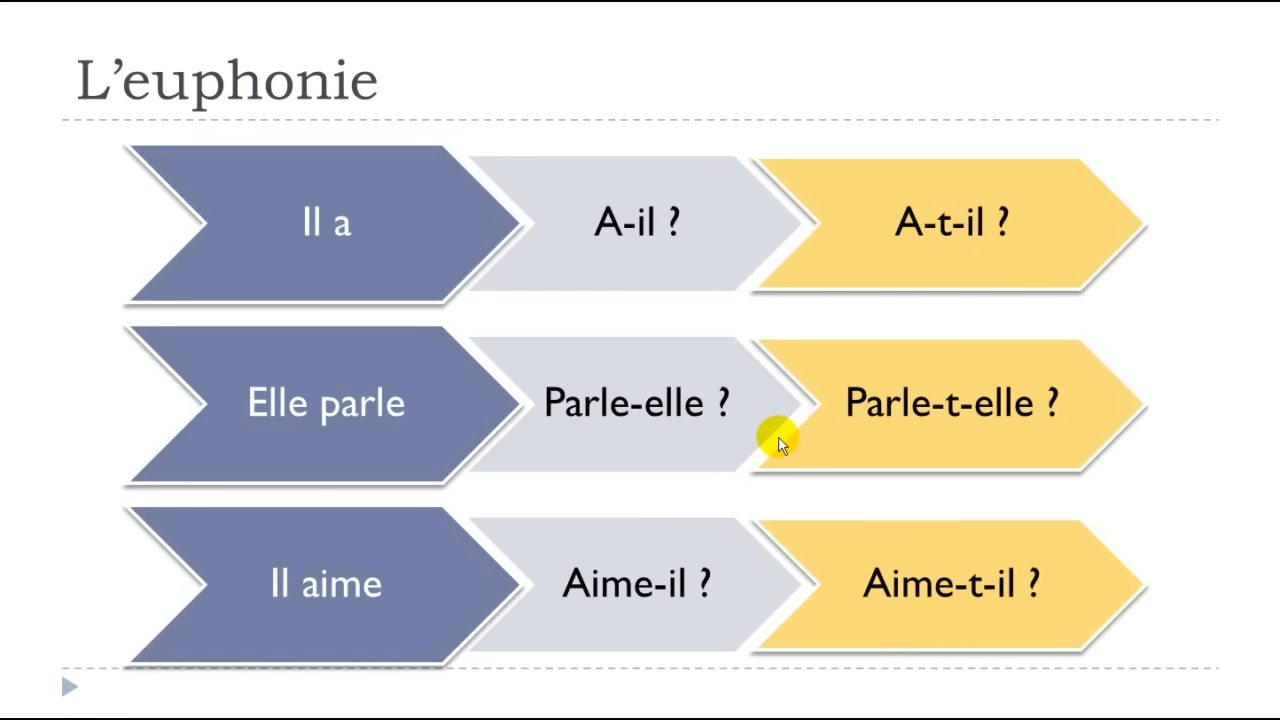 L’euphonie
Il a
A-il ?
A-t-il ?
Elle parle
Parle-elle ?
Parle-t-elle ?
Il aime
Aime-il ?
Aime-t-il ?